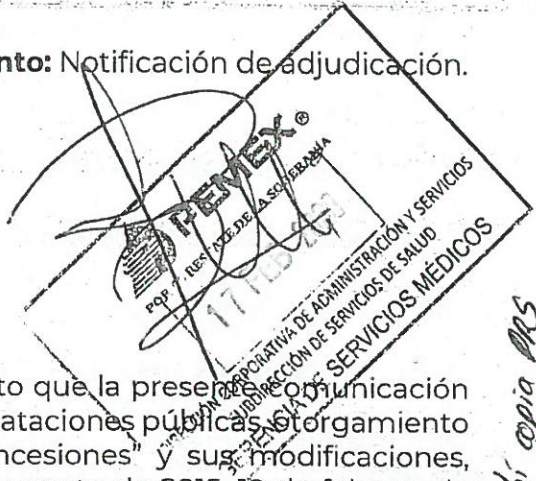 nto: Notificación de adjudicación.
PEMEX®
POR EL RESCATE DE LA SOBERANÍA
17 FEB
CORPORATIVA DE ADMINISTRACIÓN Y SERVICIOS
SUBDIRECCIÓN DE SERVICIOS DE SALUD
GERENCIA DE SERVICIOS MÉDICOS
to que la presente comunicación
ataciones públicas, otorgamiento
ncesiones" y sus modificaciones,
copia